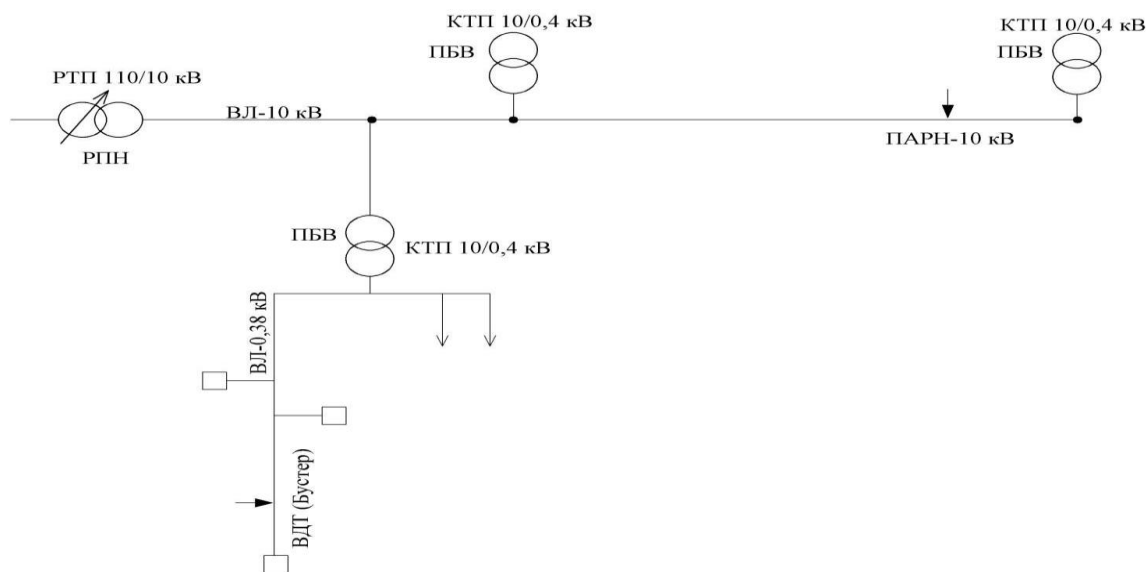 КТП 10/0,4 кВ
ПБВ
КТП 10/0,4 кВ
ПБВ
РТП 110/10 кВ
ВЛ-10 кВ
ПАРН-10 кВ
РПН
ПБВ
КТП 10/0,4 кВ
ВЛ-0,38 кВ
ВДТ (Бустер)